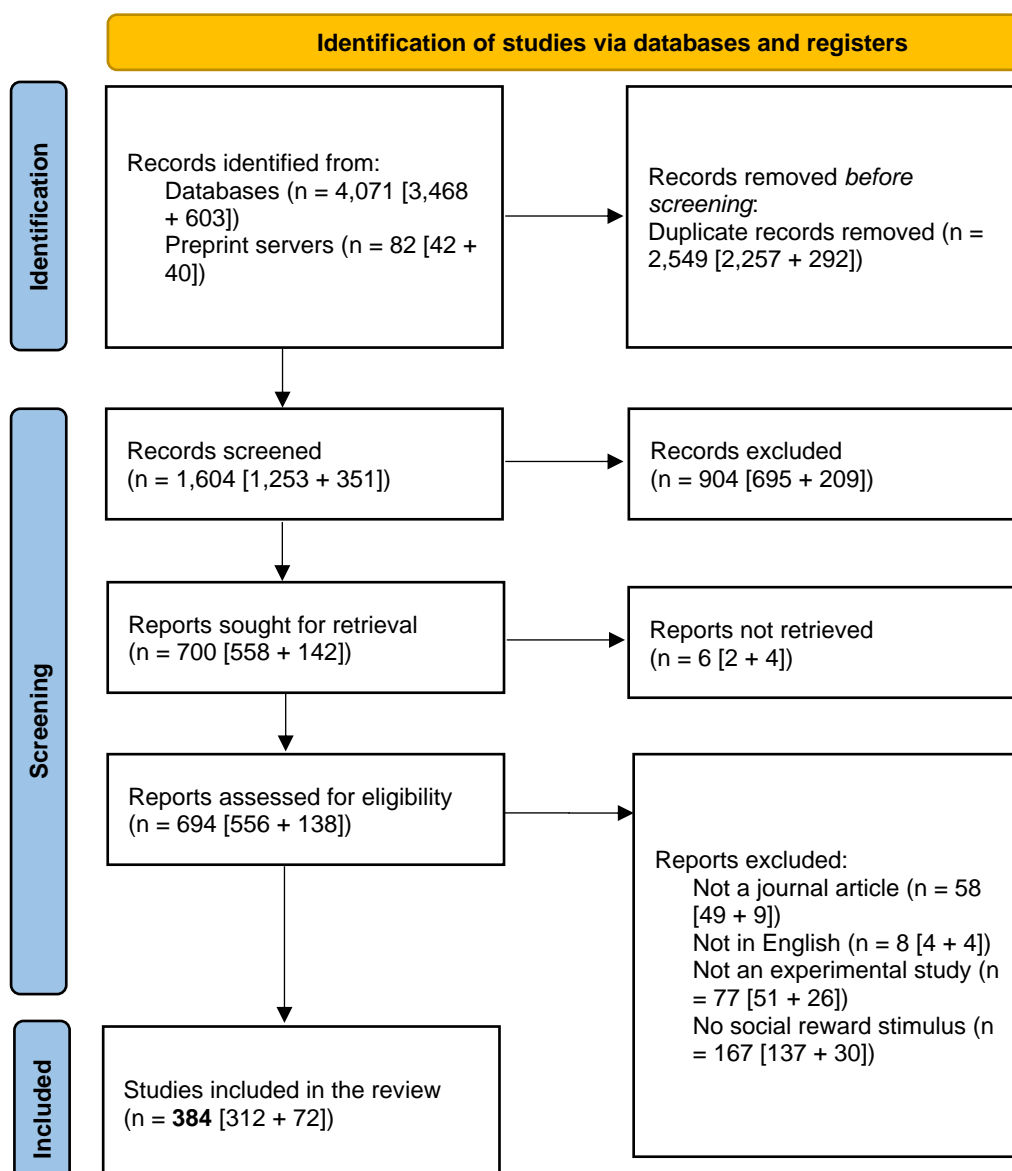 Identification of studies via databases and registers
Identification
Records identified from:
Databases (n = 4,071 [3,468
+ 603])
Preprint servers (n = 82 [42 +
40])
Records removed before
screening:
Duplicate records removed (n =
2,549 [2,257 + 292])
Screening
Records screened
(n = 1,604 [1,253 + 351])
Records excluded
(n = 904 [695 + 209])
Reports sought for retrieval
(n = 700 [558 + 142])
Reports not retrieved
(n = 6 [2 + 4])
Reports assessed for eligibility
(n = 694 [556 + 138])
Reports excluded:
Not a journal article (n = 58
[49 + 9])
Not in English (n = 8 [4 + 4])
Not an experimental study (n
= 77 [51 + 26])
No social reward stimulus (n
= 167 [137 + 30])
Included
Studies included in the review
(n = 384 [312 + 72])